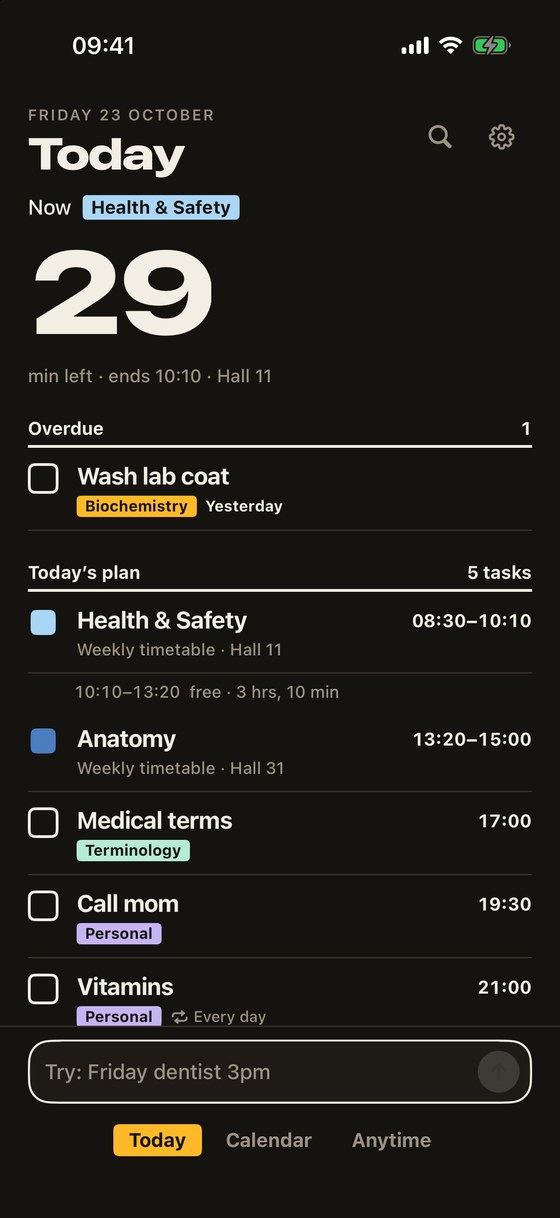 09:41
FRIDAY 23 OCTOBER
Today
Now Health & Safety
29
min left · ends 10:10 · Hall 11
Overdue 1
Wash lab coat
Biochemistry Yesterday
Today’s plan 5 tasks
Health & Safety 08:30–10:10
Weekly timetable · Hall 11
10:10–13:20 free · 3 hrs, 10 min
Anatomy 13:20–15:00
Weekly timetable · Hall 31
Medical terms 17:00
Terminology
Call mom 19:30
Personal
Vitamins 21:00
Personal Every day
Try: Friday dentist 3pm
Today Calendar Anytime